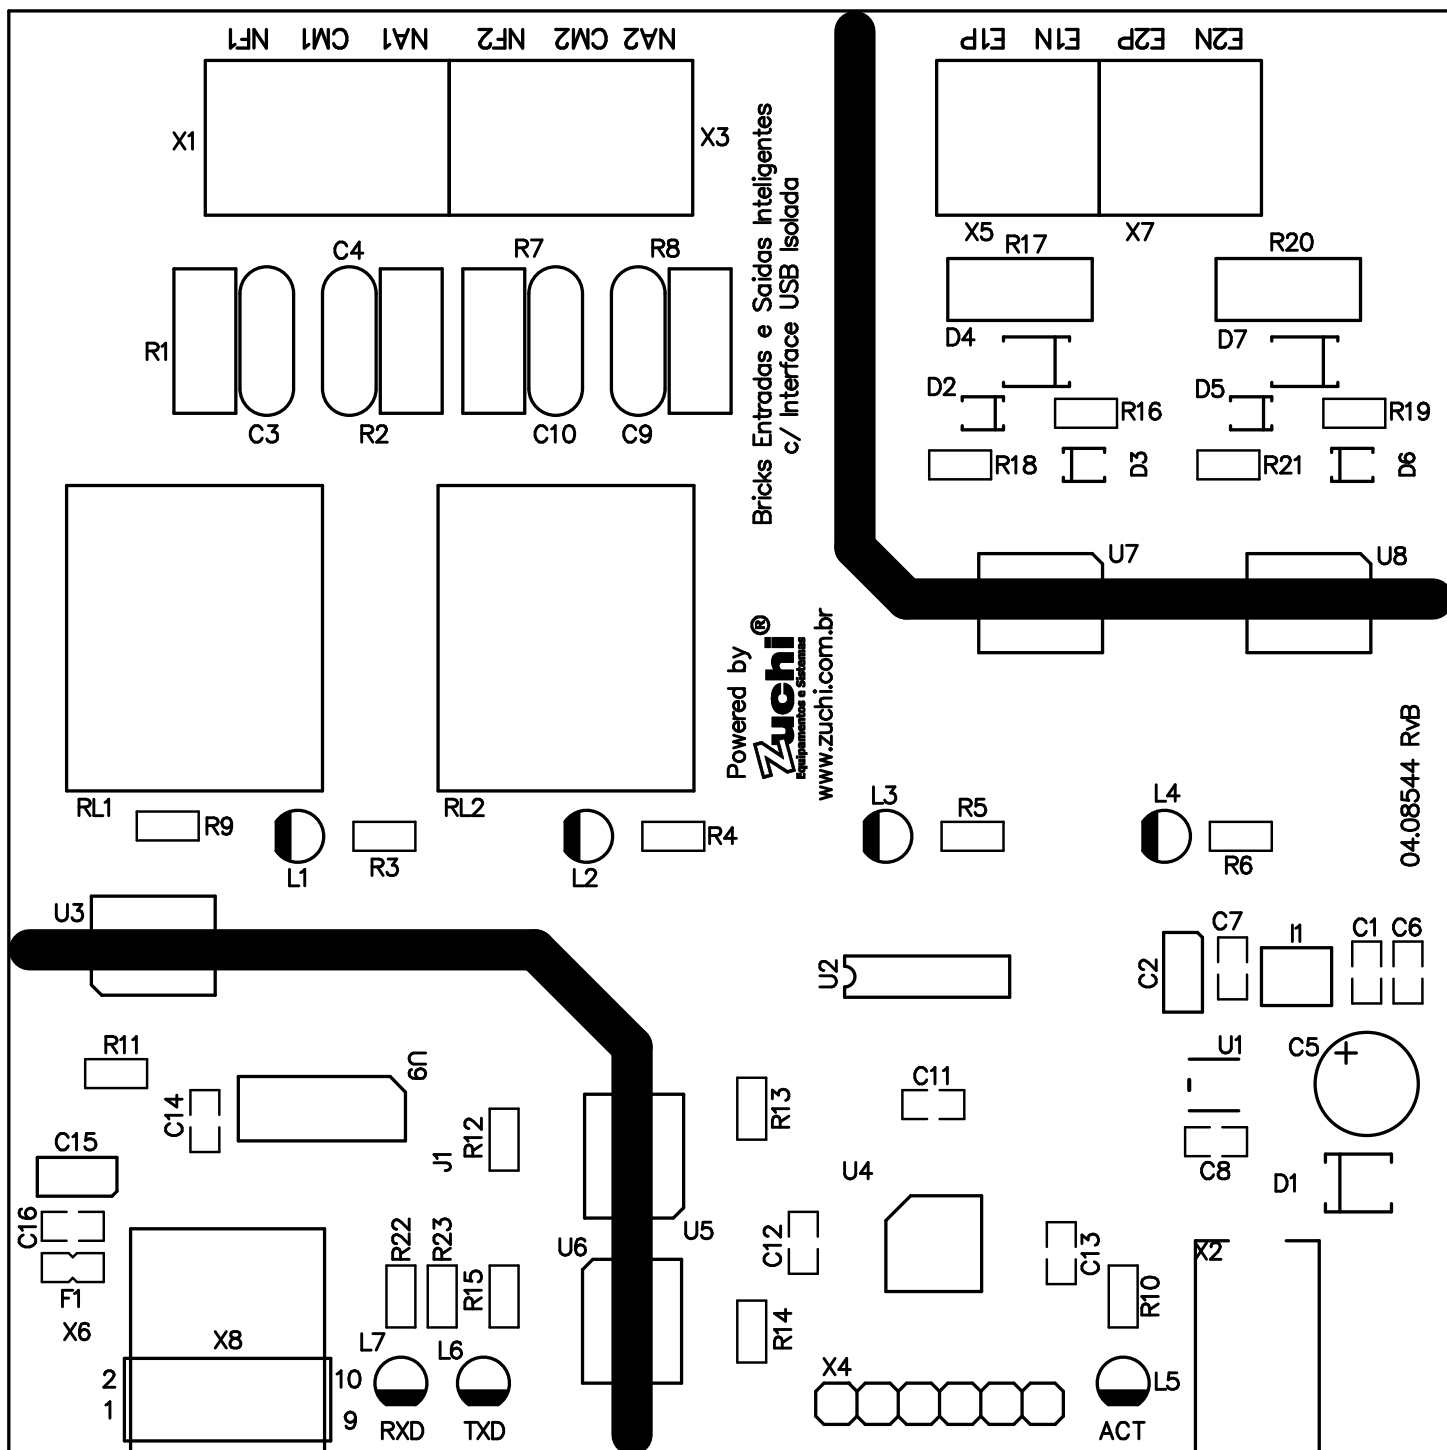 NF1 CM1 NA1 NF2 CM2 NA2
E1P E1N E2P E2N
X1
X3
X5
X7
Bricks Entradas e Saidas Inteligentes
c/ Interface USB Isolada
C4
R7
R8
R17
R20
R1
D4
D7
D2
R16
D5
R19
C3
R2
C10
C9
R18
D3
R21
D6
U7
U8
Powered by
Zuchi ®
Equipamentos e Sistemas
www.zuchi.com.br
04.08544 RvB
RL1
R9
L1
R3
RL2
L2
R4
L3
R5
L4
R6
U3
U2
C2
C7
I1
C1
C6
R11
U9
C14
R12
J1
R13
C11
U1
C5
+
C15
U4
C8
D1
C16
R22
R23
U6
U5
C12
C13
X2
F1
R15
R14
R10
X6
X8
L7
L6
X4
L5
2
1
10
9
RXD
TXD
ACT